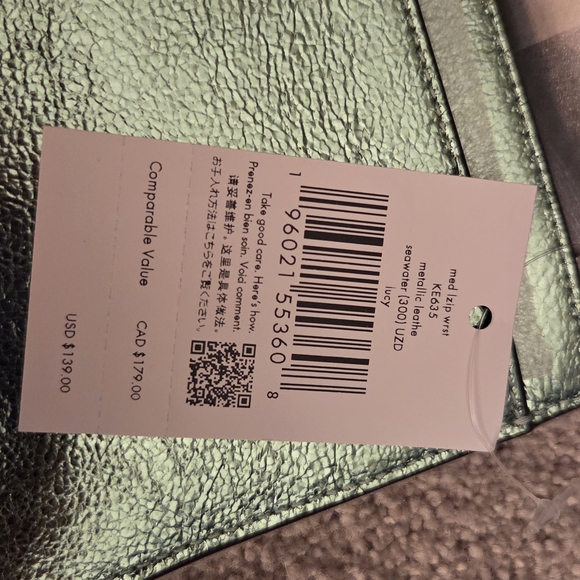 med lzip wrst
KE635
metallic leathe
seawater (300) UZD
lucy
1 96021 55360 8
Take good care. Here's how.
Prenez-en bien soin. Void comment.
请妥善维护。这里是具体做法。
お手入れ方法はこちらをご覧ください。
Comparable Value CAD $179.00
USD $139.00